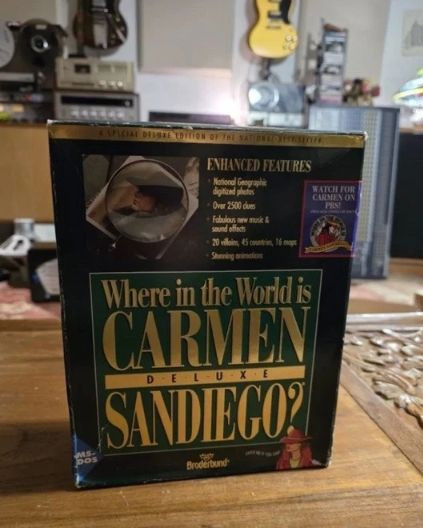 A SPECIAL DELUXE EDITION OF THE NATIONAL BEST SELLER
ENHANCED FEATURES
• National Geographic
digitized photos
• Over 2500 clues
• Fabulous new music &
sound effects
• 20 villains, 45 countries, 16 maps
• Stunning animations
WATCH FOR
CARMEN ON
PBS!
Where in the World is
CARMEN
D·E·L·U·X·E
SANDIEGO?
MS-
DOS
Brøderbund®